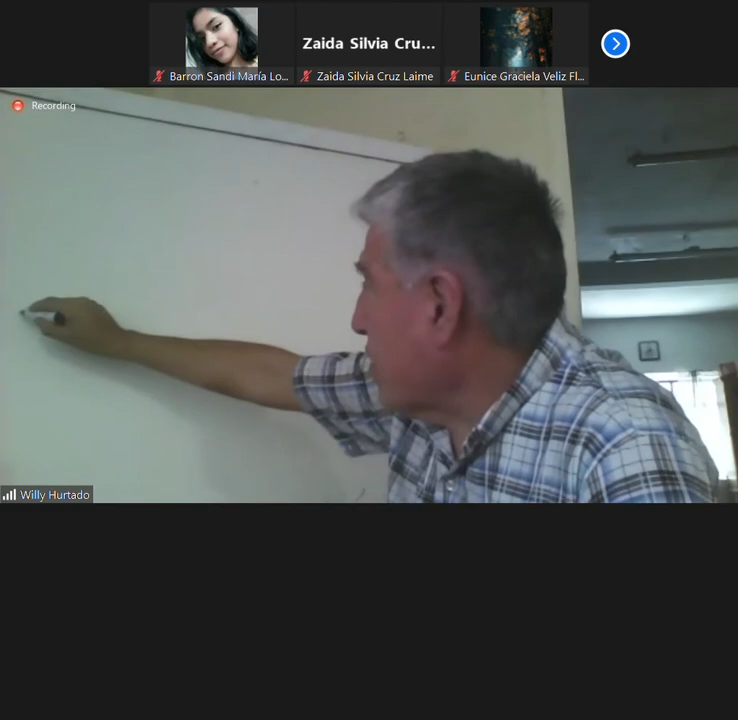 Zaida Silvia Cru...
Barron Sandi María Lo...
Zaida Silvia Cruz Laime
Eunice Graciela Veliz Fl...
Recording
Willy Hurtado